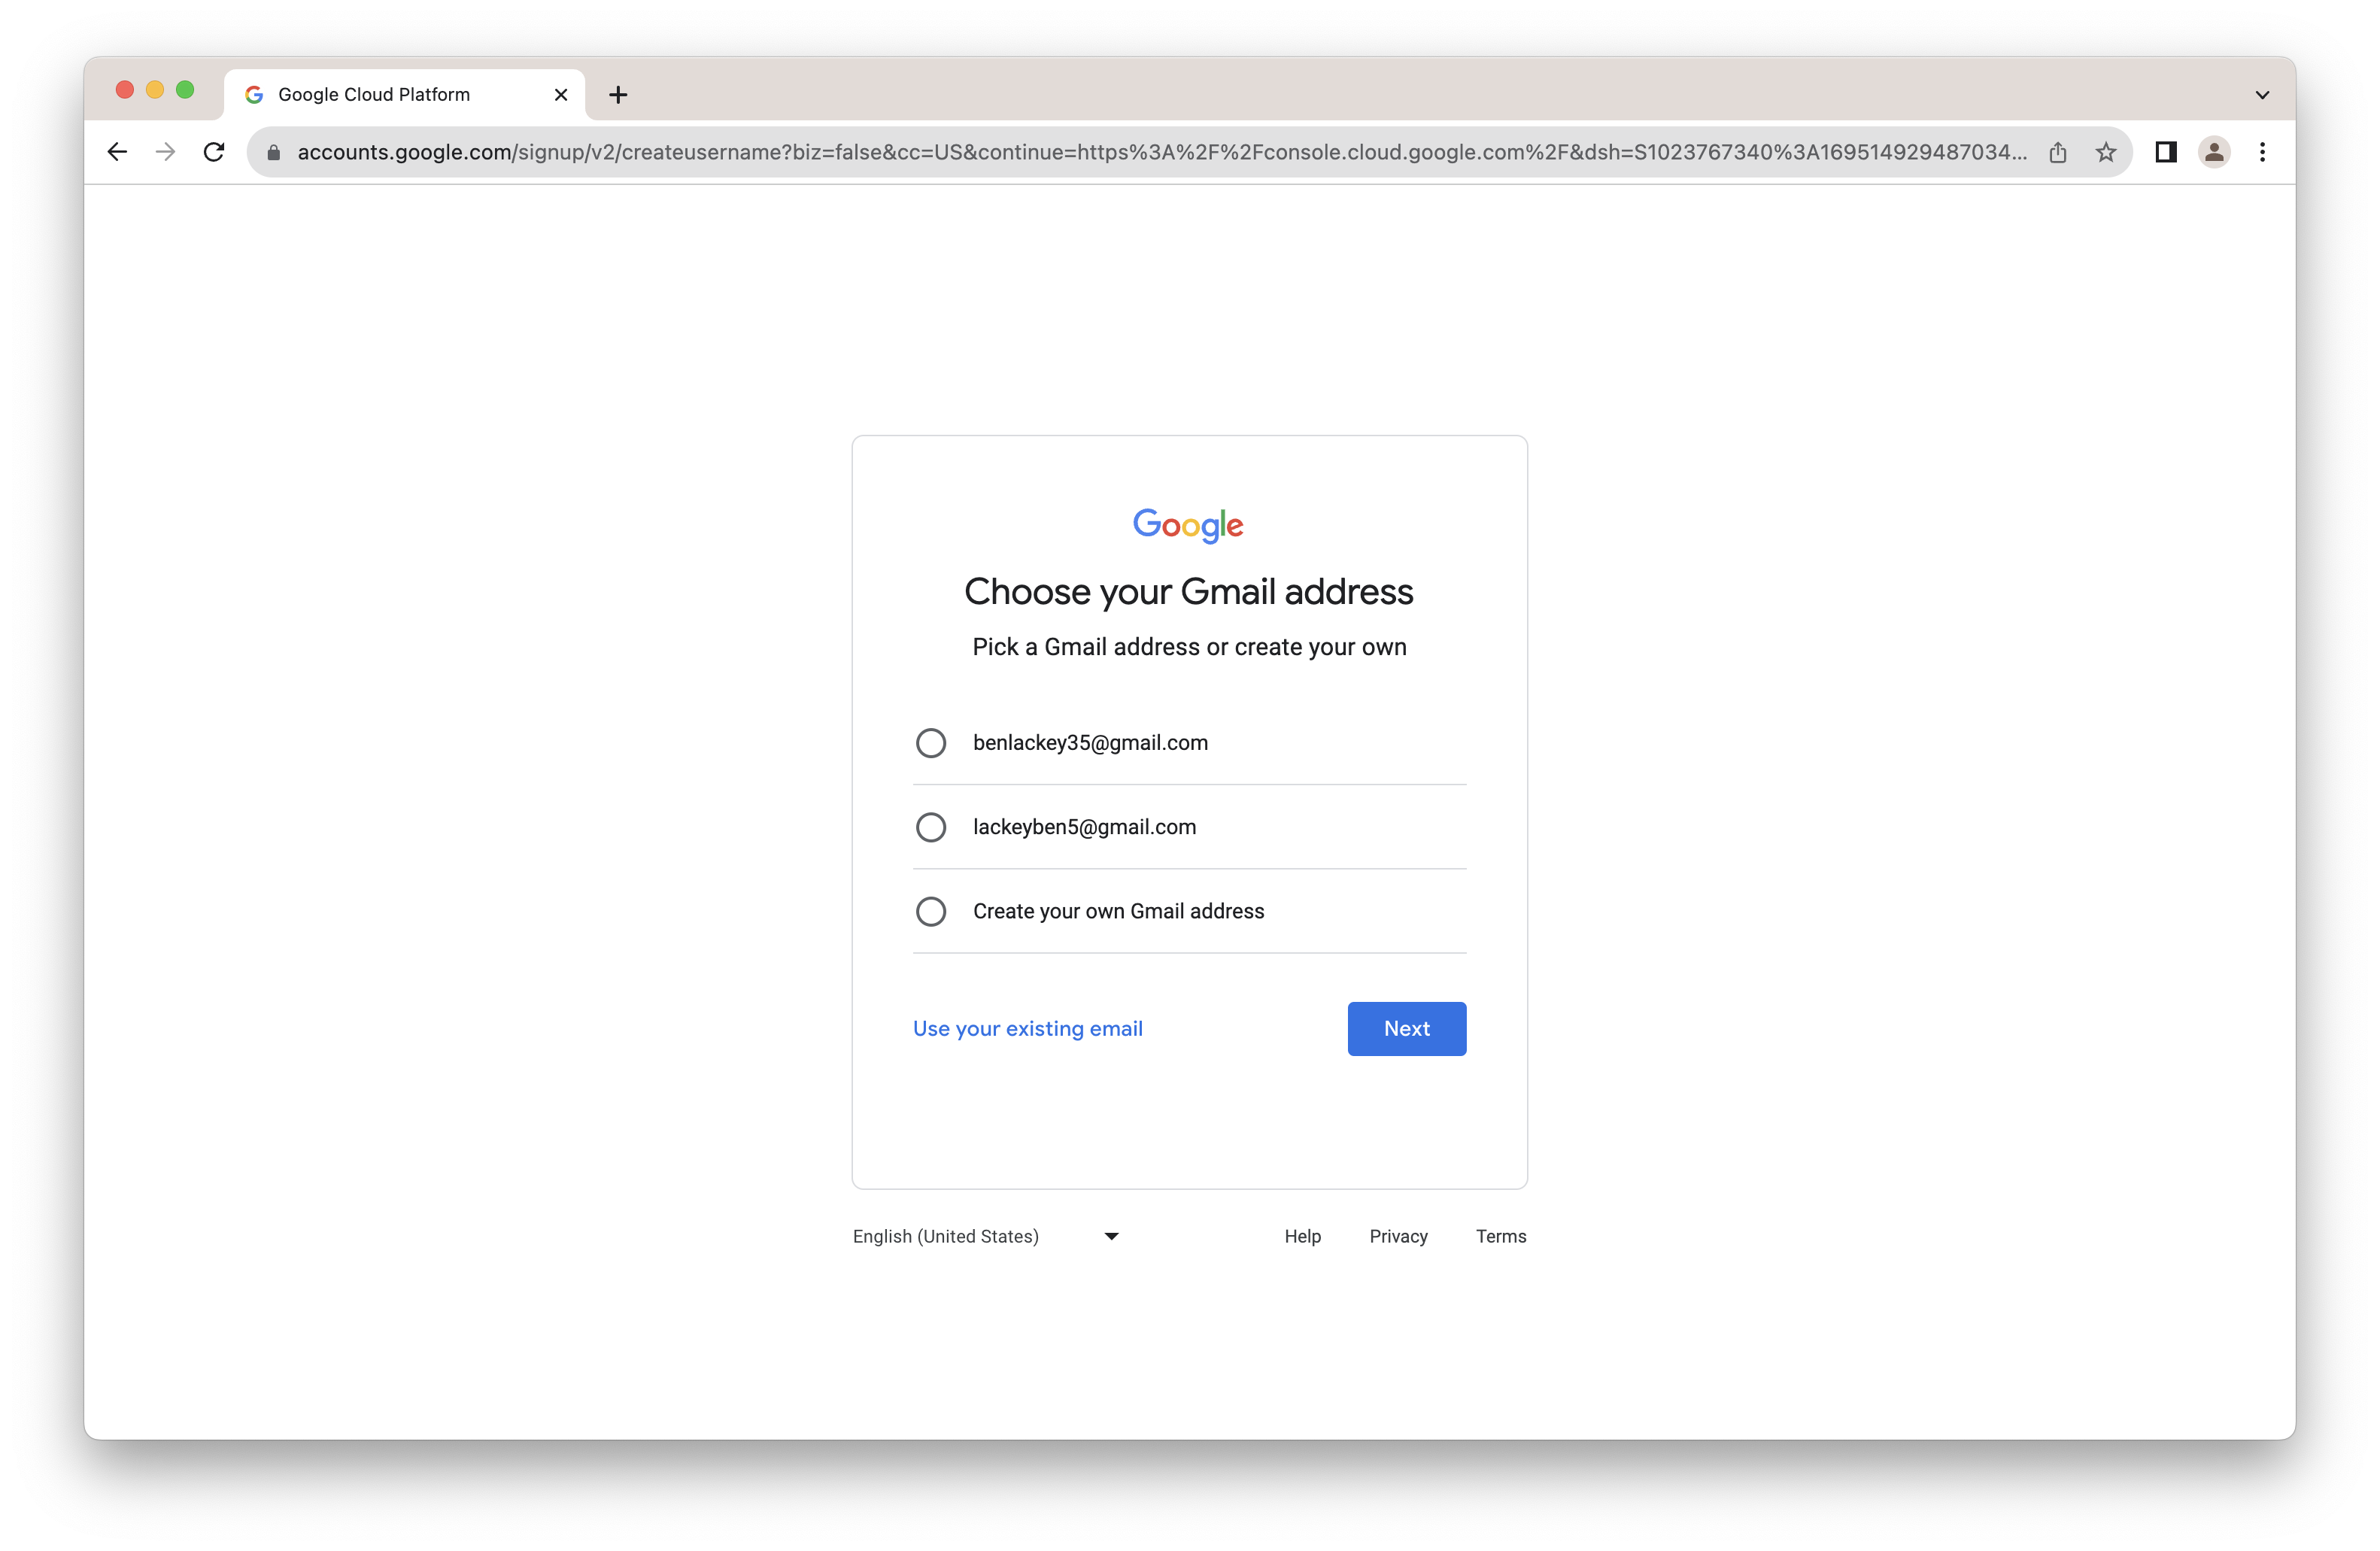 Google Cloud Platform
accounts.google.com/signup/v2/createusername?biz=false&cc=US&continue=https%3A%2F%2Fconsole.cloud.google.com%2F&dsh=S1023767340%3A169514929487034...
Google
Choose your Gmail address
Pick a Gmail address or create your own
benlackey35@gmail.com
lackeyben5@gmail.com
Create your own Gmail address
Use your existing email Next
English (United States) Help Privacy Terms